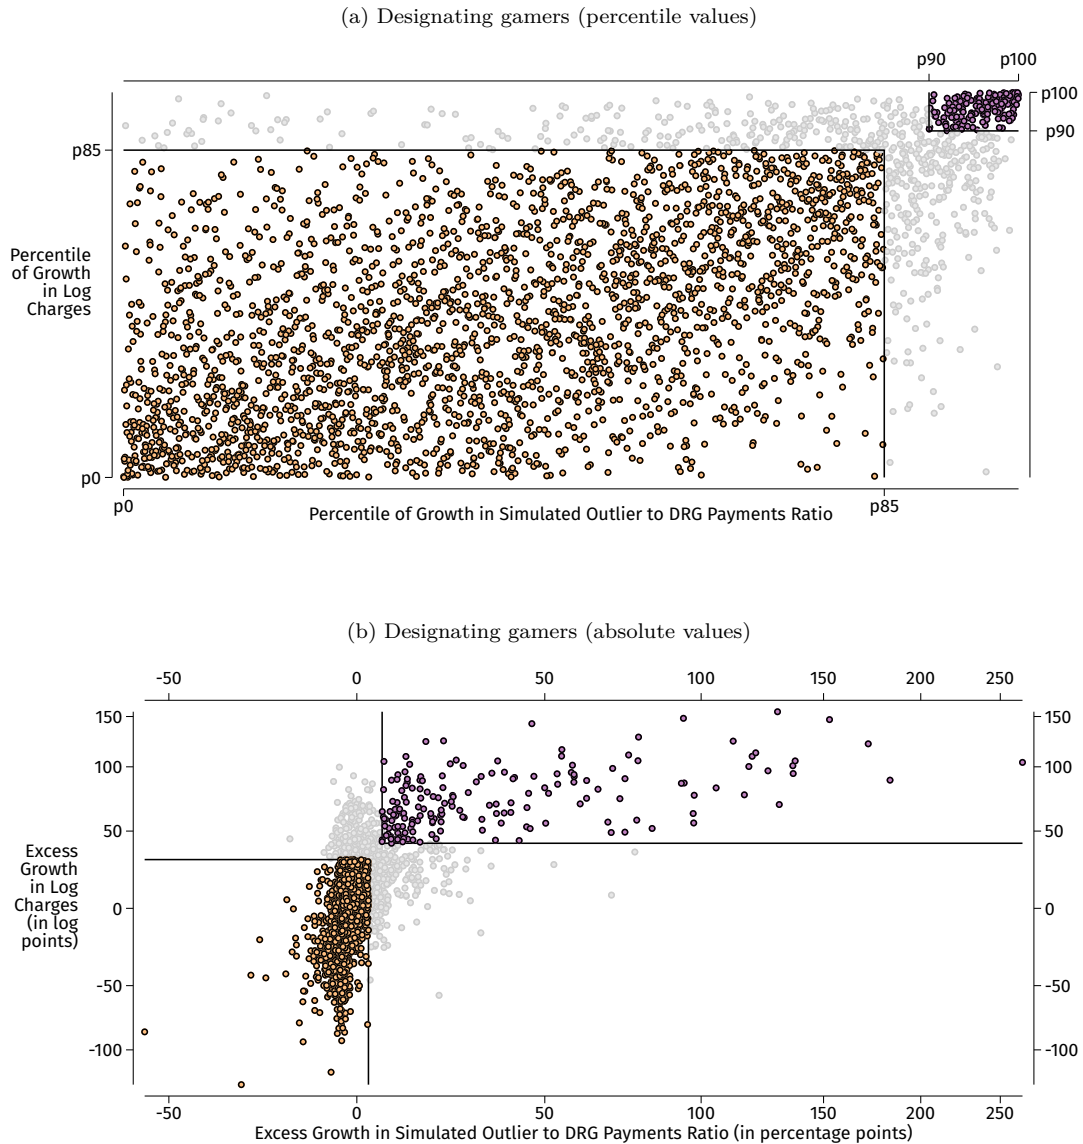 (a) Designating gamers (percentile values)
p90 p100
p100
p90
p85
Percentile
of Growth
in Log
Charges
p0
p0 p85
Percentile of Growth in Simulated Outlier to DRG Payments Ratio
(b) Designating gamers (absolute values)
-50 0 50 100 150 200 250
150 150
100 100
50 50
Excess
Growth
in Log
Charges
(in log
points)
0 0
-50 -50
-100 -100
-50 0 50 100 150 200 250
Excess Growth in Simulated Outlier to DRG Payments Ratio (in percentage points)